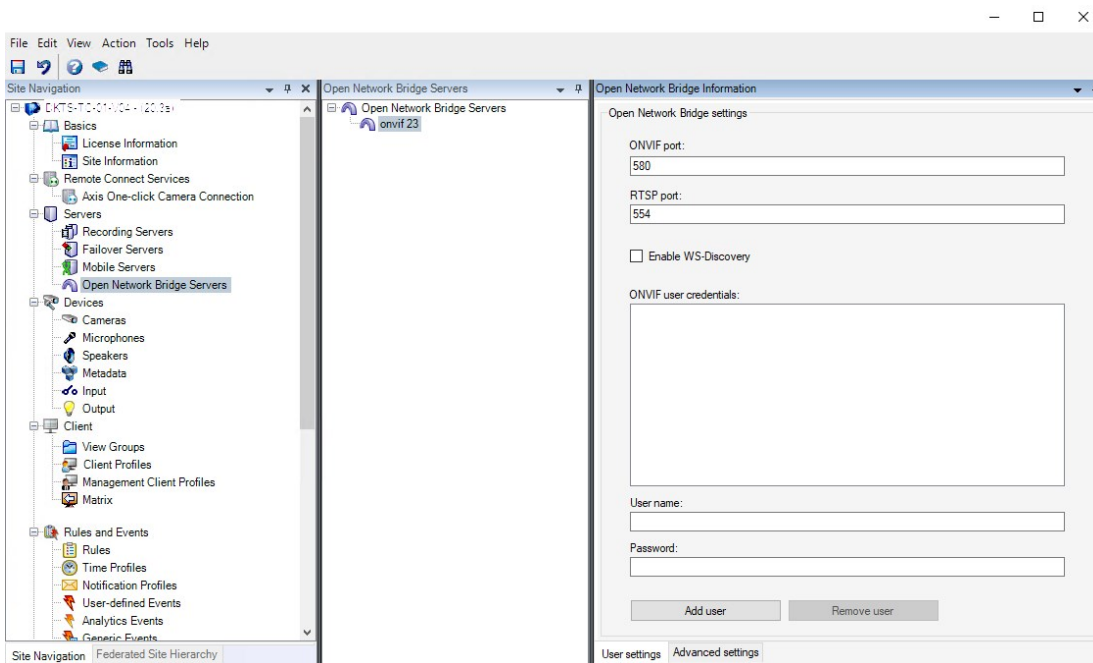 File Edit View Action Tools Help
Site Navigation
Basics
License Information
Site Information
Remote Connect Services
Axis One-click Camera Connection
Servers
Recording Servers
Failover Servers
Mobile Servers
Open Network Bridge Servers
Devices
Cameras
Microphones
Speakers
Metadata
Input
Output
Client
View Groups
Client Profiles
Management Client Profiles
Matrix
Rules and Events
Rules
Time Profiles
Notification Profiles
User-defined Events
Analytics Events
Generic Events
Site Navigation Federated Site Hierarchy
Open Network Bridge Servers
Open Network Bridge Servers
onvif 23
Open Network Bridge Information
Open Network Bridge settings
ONVIF port:
580
RTSP port:
554
Enable WS-Discovery
ONVIF user credentials:
User name:
Password:
Add user Remove user
User settings Advanced settings